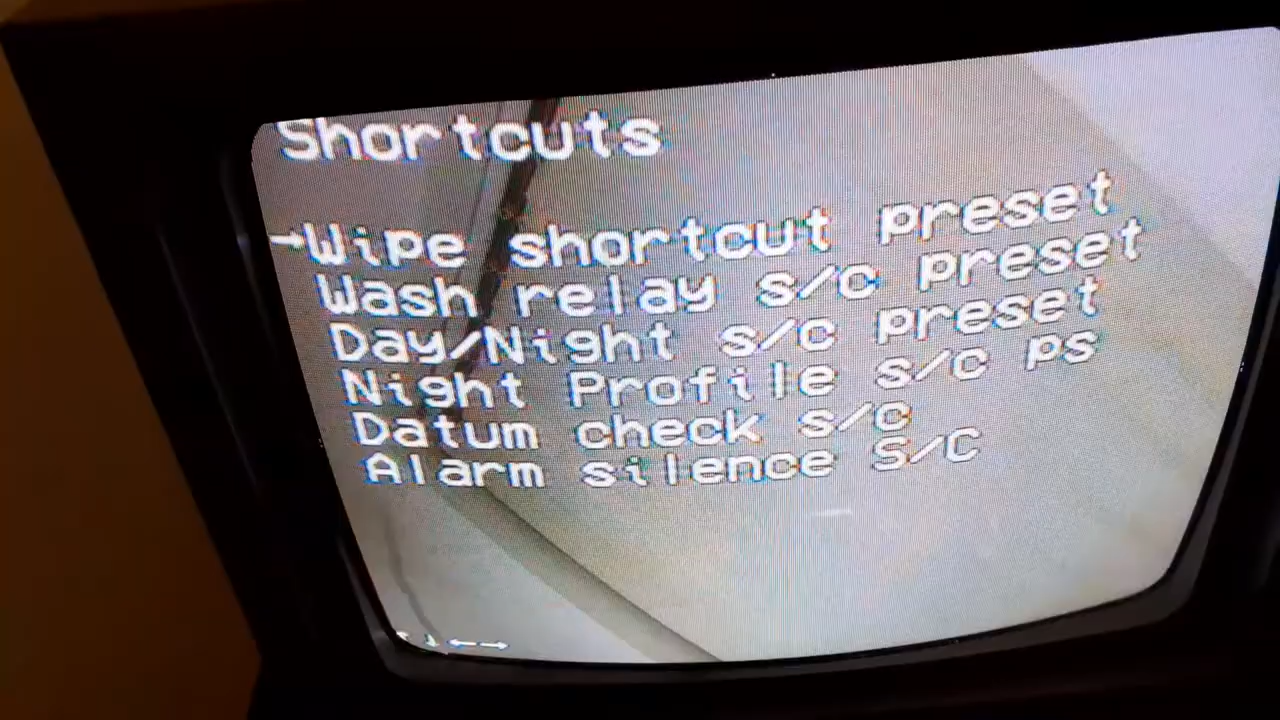 Shortcuts
→Wipe shortcut preset
Wash relay s/c preset
Day/Night s/c preset
Night Profile s/c ps
Datum check s/c
Alarm silence S/C